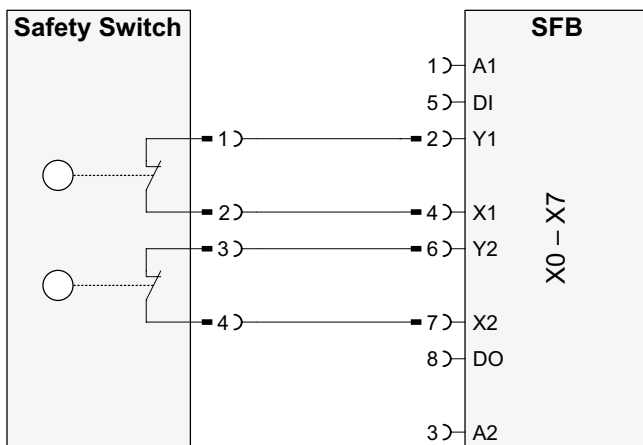 Safety Switch
SFB
1 A1
5 DI
1 2 Y1
2 4 X1
3 6 Y2
4 7 X2
8 DO
3 A2
X0 – X7